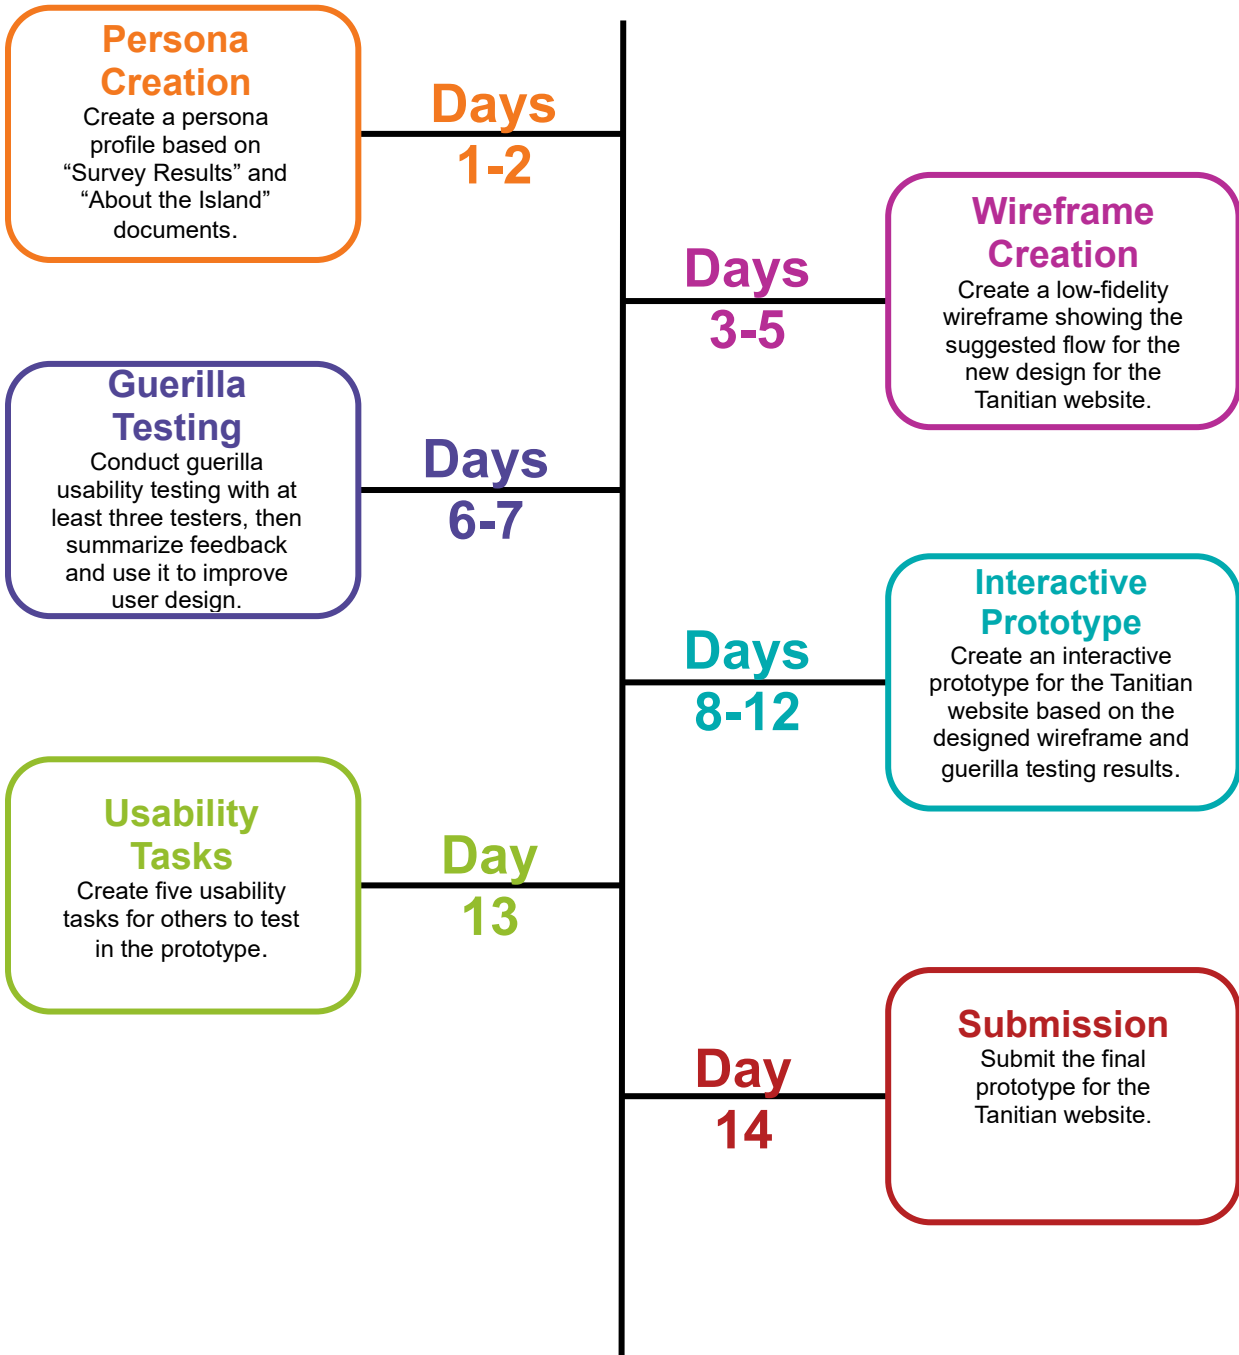 Persona
Creation
Create a persona
profile based on
“Survey Results” and
“About the Island”
documents.
Days
1-2
Wireframe
Creation
Create a low-fidelity
wireframe showing the
suggested flow for the
new design for the
Tanitian website.
Days
3-5
Guerilla
Testing
Conduct guerilla
usability testing with at
least three testers, then
summarize feedback
and use it to improve
user design.
Days
6-7
Interactive
Prototype
Create an interactive
prototype for the Tanitian
website based on the
designed wireframe and
guerilla testing results.
Days
8-12
Usability
Tasks
Create five usability
tasks for others to test
in the prototype.
Day
13
Submission
Submit the final
prototype for the
Tanitian website.
Day
14